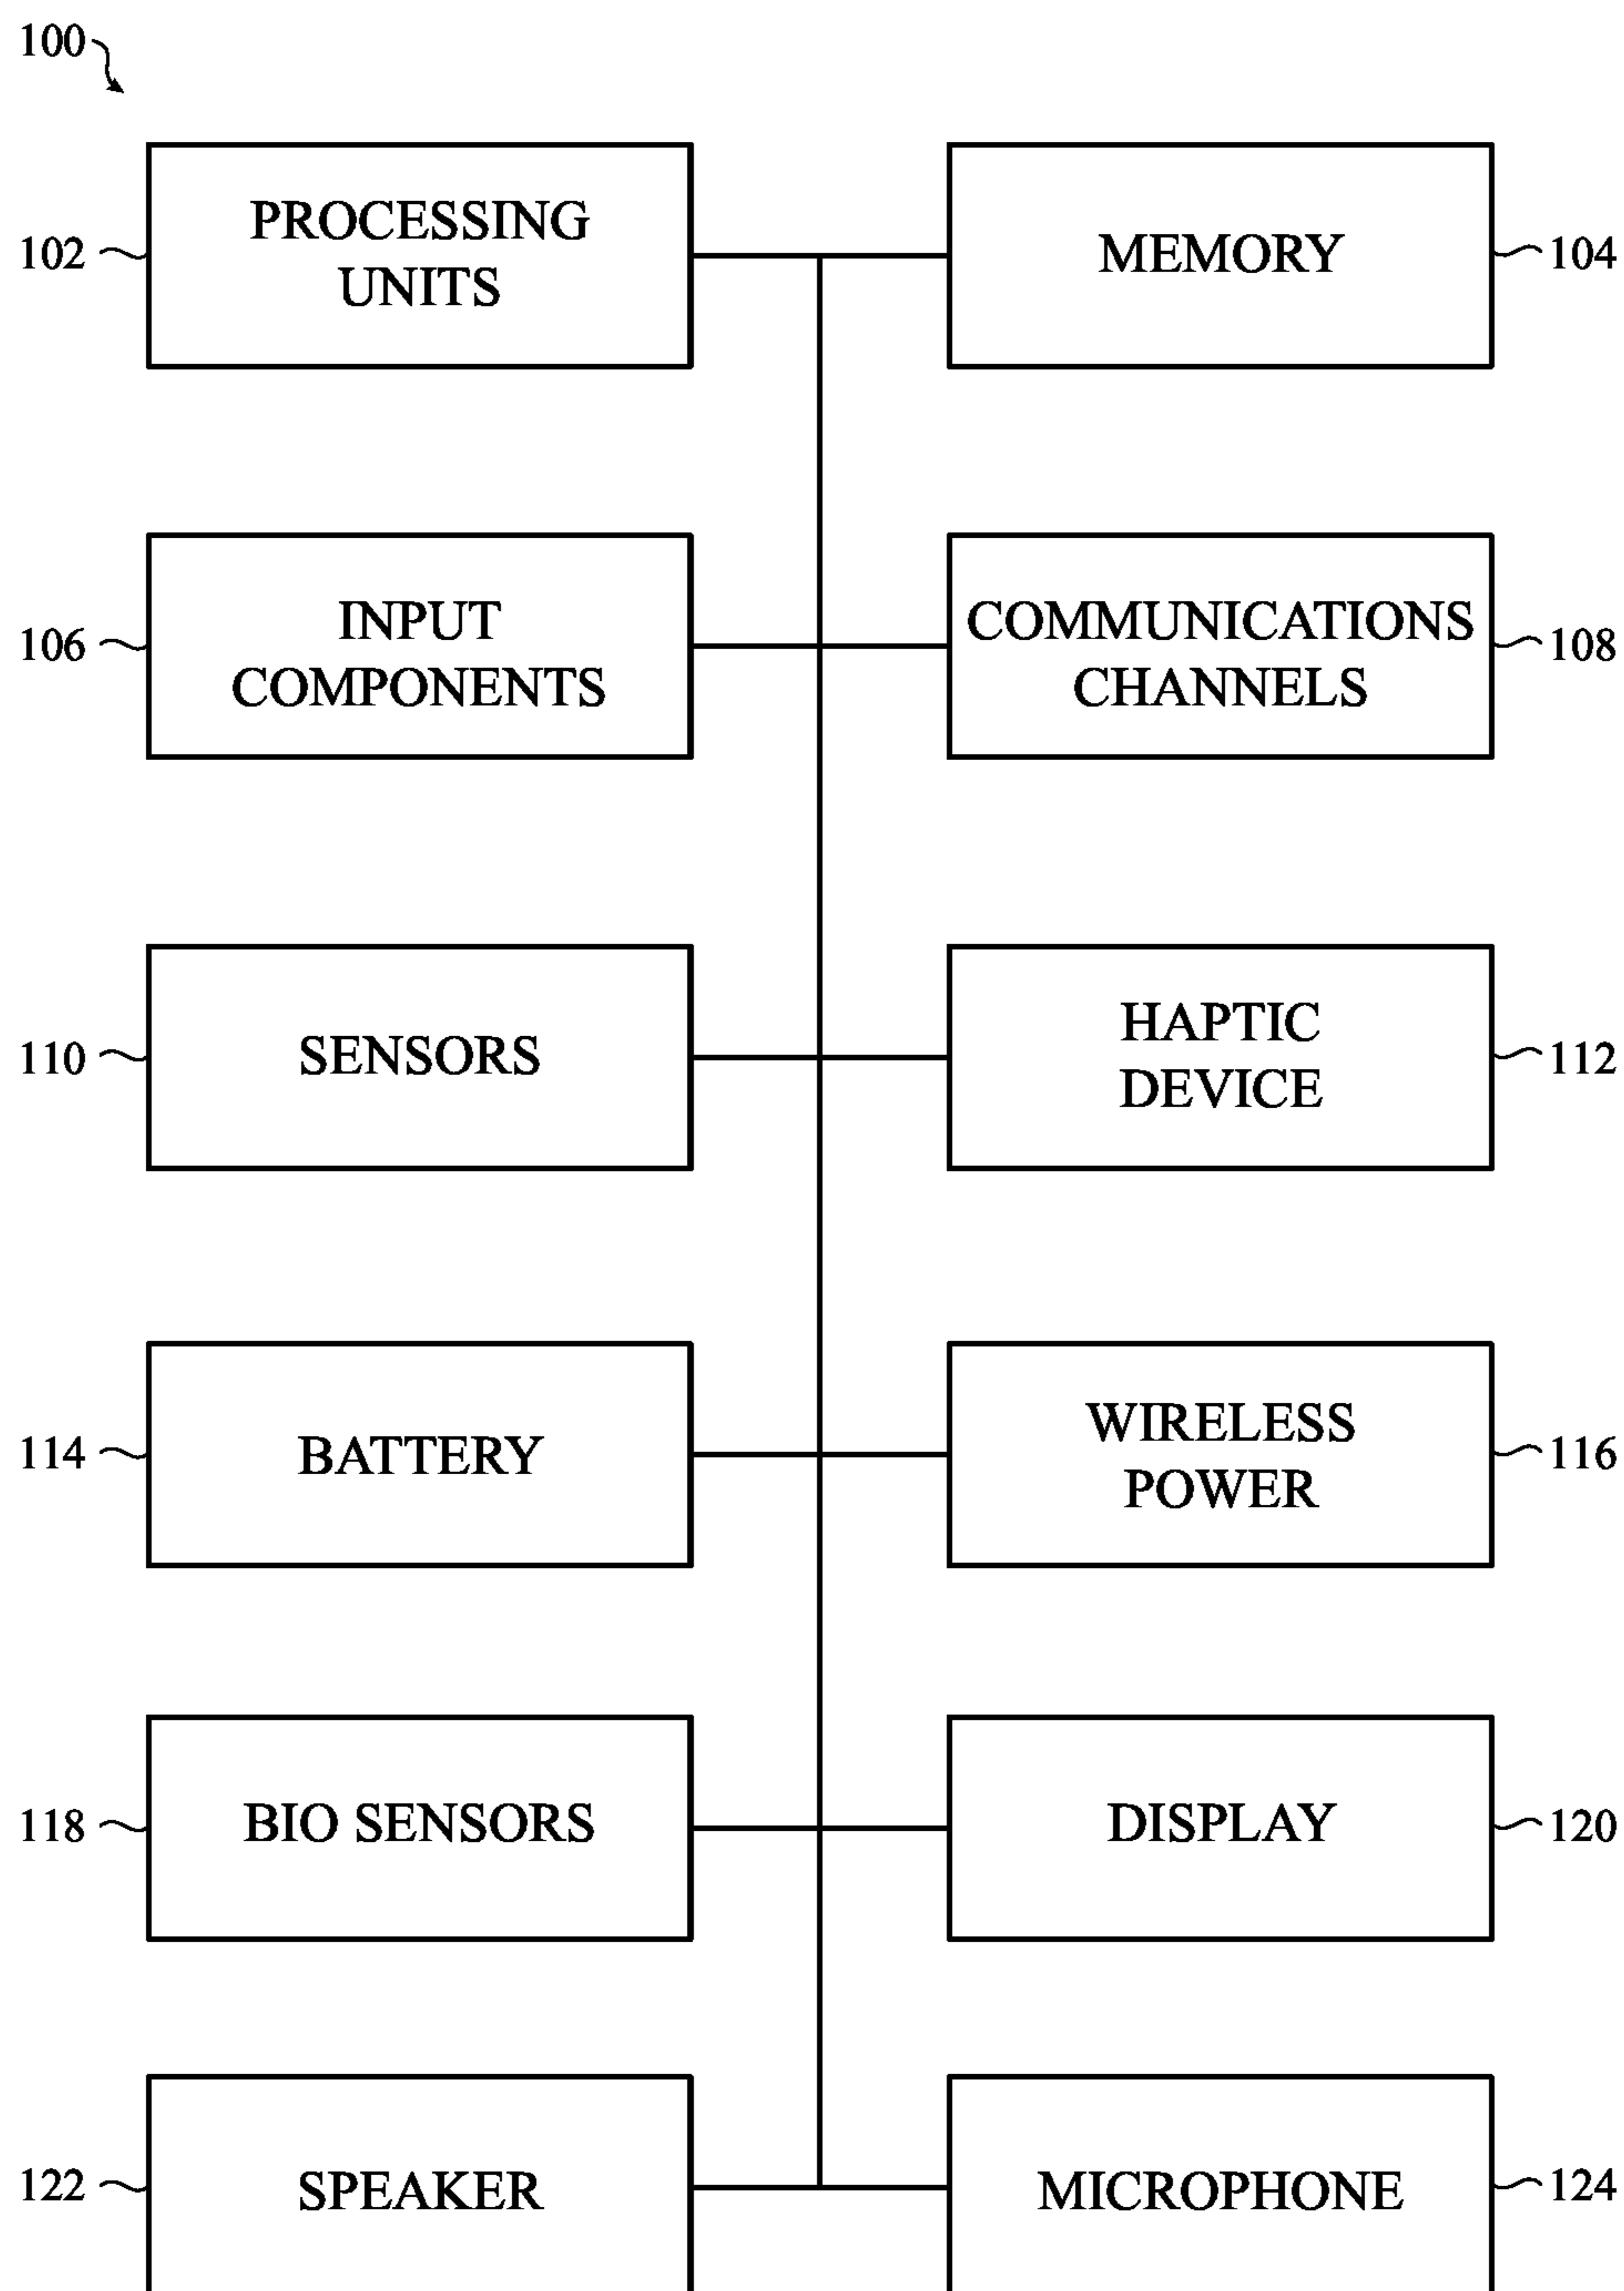 100
PROCESSING
UNITS
102
MEMORY
104
INPUT
COMPONENTS
106
COMMUNICATIONS
CHANNELS
108
SENSORS
110
HAPTIC
DEVICE
112
BATTERY
114
WIRELESS
POWER
116
BIO SENSORS
118
DISPLAY
120
SPEAKER
122
MICROPHONE
124